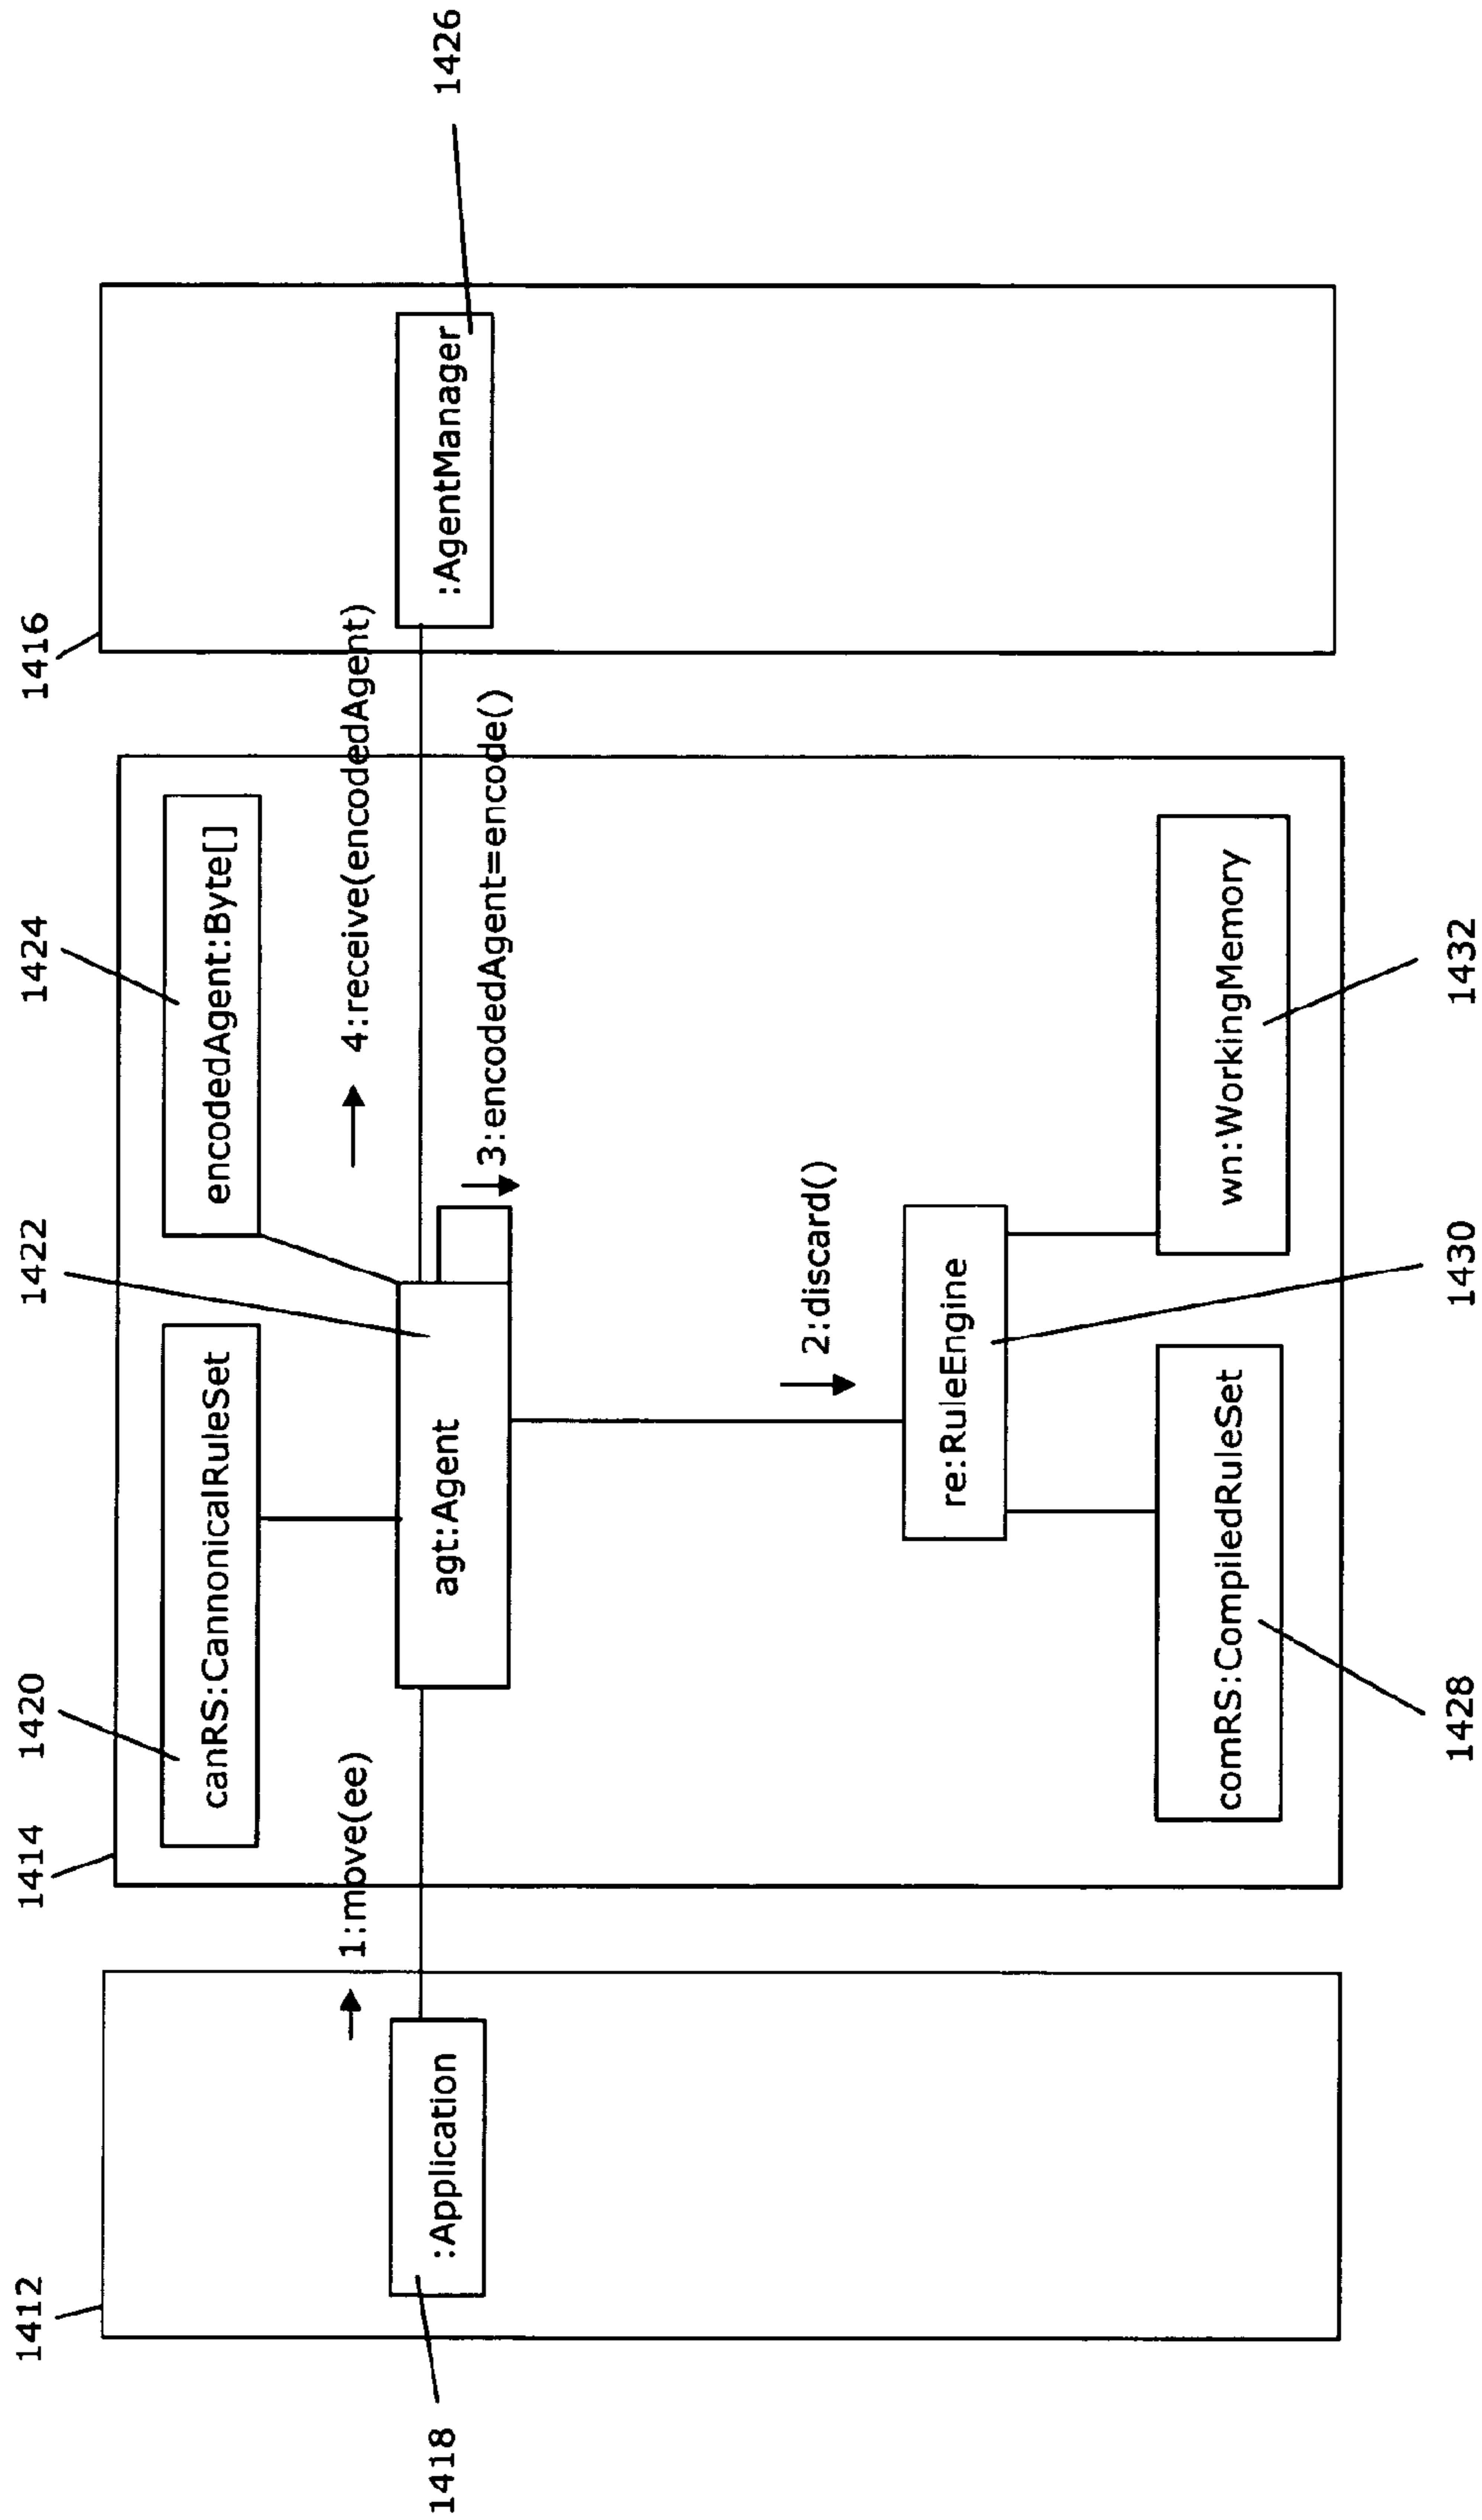 1412
1414
1420
1422
1424
1416
canRS:CannonicalRuleSet
encodedAgent:Byte[]
1:move(ee)
4:receive(encodedAgent)
1418
:Application
agt:Agent
:AgentManager
1426
3:encodedAgent=encode()
2:discard()
re:RuleEngine
comRS:CompiledRuleSet
wn:WorkingMemory
1428
1430
1432